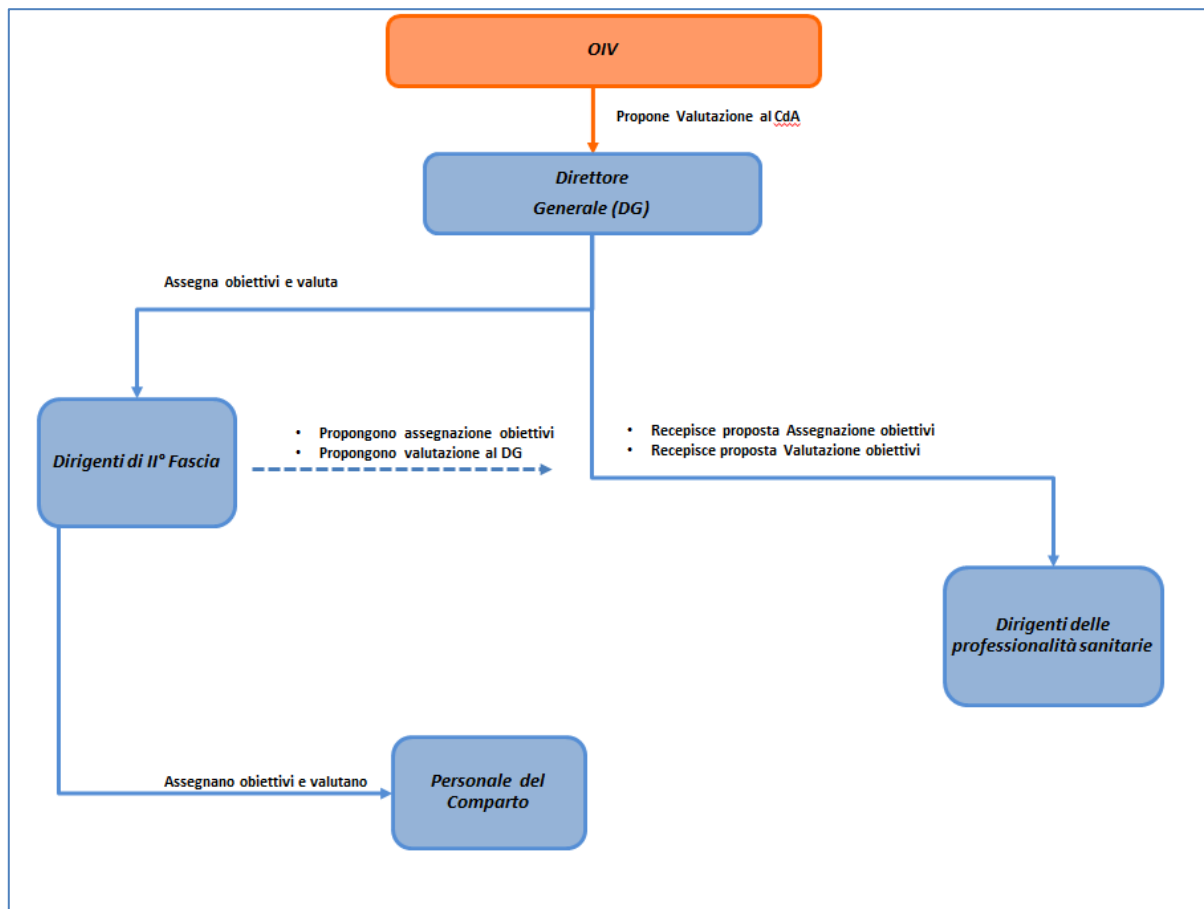 OIV
Propone Valutazione al CdA
Direttore
Generale (DG)
Assegna obiettivi e valuta
Dirigenti di II° Fascia
• Propongono assegnazione obiettivi
• Propongono valutazione al DG
• Recepisce proposta Assegnazione obiettivi
• Recepisce proposta Valutazione obiettivi
Dirigenti delle
professionalità sanitarie
Assegnano obiettivi e valutano
Personale del
Comparto